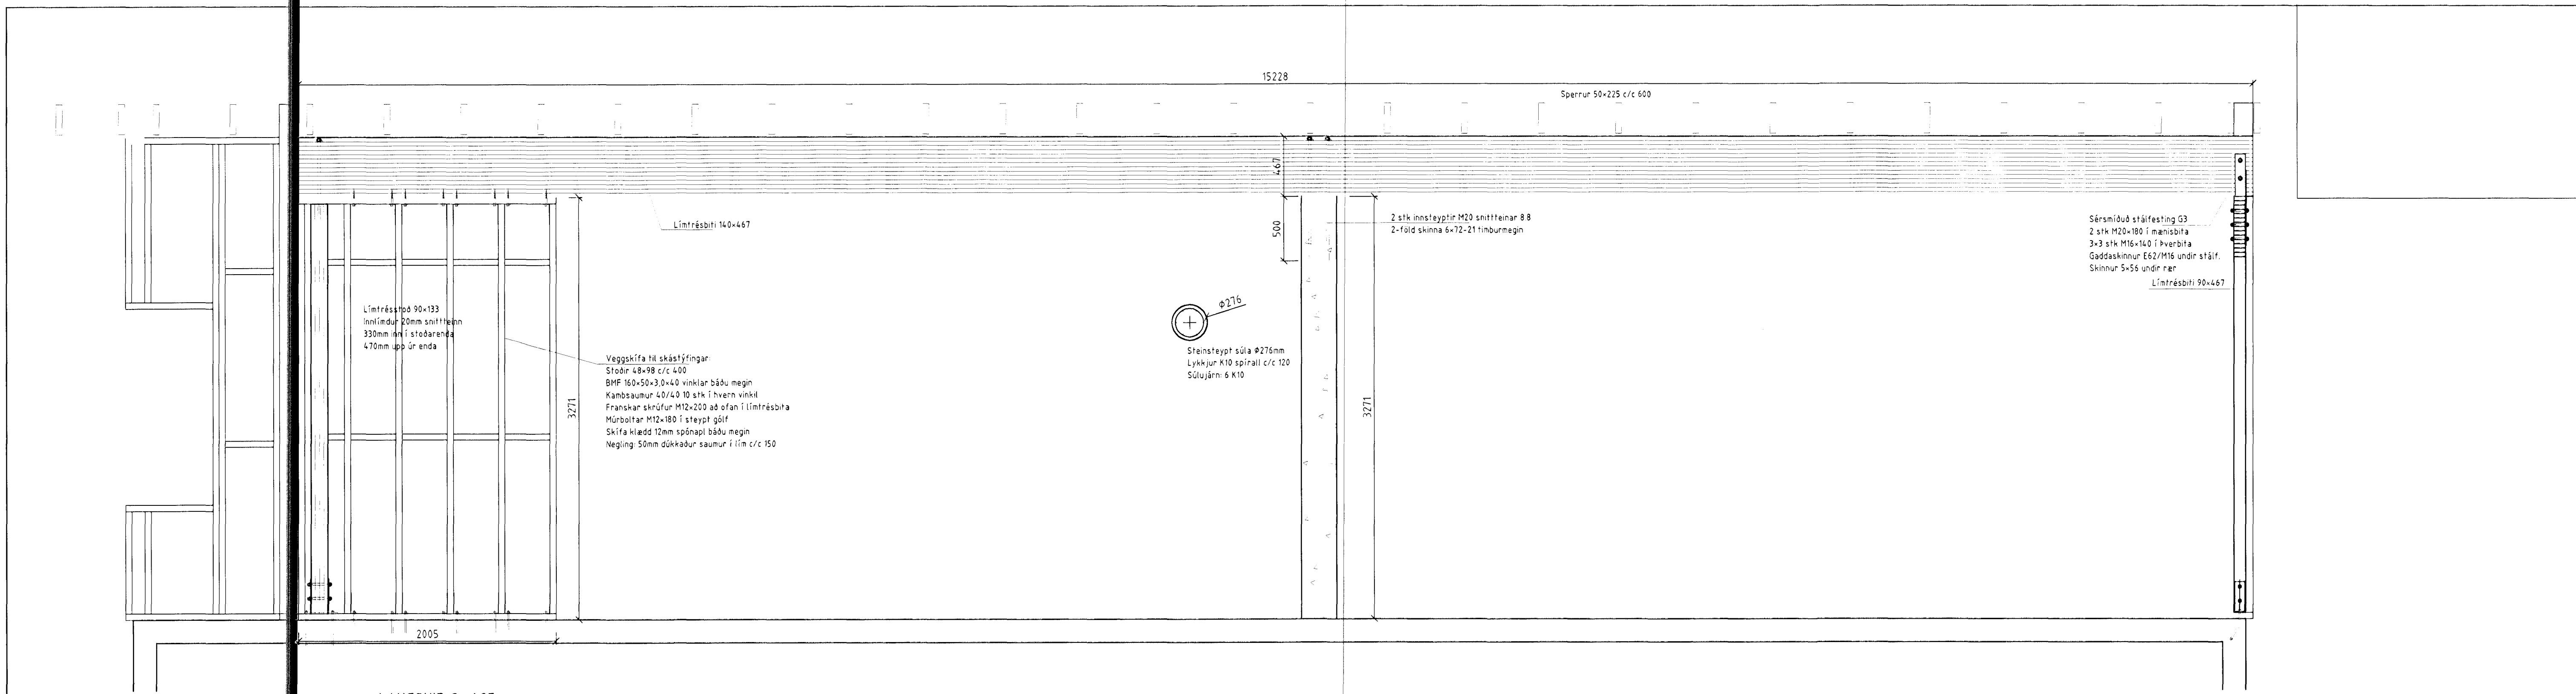 15228
Sperrur 50×225 c/c 600
467
Límtrésbiti 140×467
500
2 stk innsteyptir M20 snittteinar 8.8
2-föld skinna 6×72-21 timburmegin
Sérsmíðuð stálfesting G3
2 stk M20×180 í mænisbita
3×3 stk M16×140 í þverbita
Gaddaskinnur E62/M16 undir stálf.
Skinnur 5×56 undir rær
Límtrésbiti 90×467
Límtrésstoð 90×133
Innlímdur 20mm snittteinn
330mm inn í stoðarenda
470mm upp úr enda
Φ276
Steinsteypt súla Φ276mm
Lykkjur K10 spírall c/c 120
Súlujárn: 6 K10
Veggskífa til skástýfingar:
Stoðir 48×98 c/c 400
BMF 160×50×3,0×40 vinklar báðu megin
Kambsaumur 40/40 10 stk í hvern vinkil
Franskar skrúfur M12×200 að ofan í límtrésbita
Múrboltar M12×180 í steypt gólf
Skífa klædd 12mm spónapl báðu megin
Negling: 50mm dúkkaður saumur í lím c/c 150
3271
3271
2005